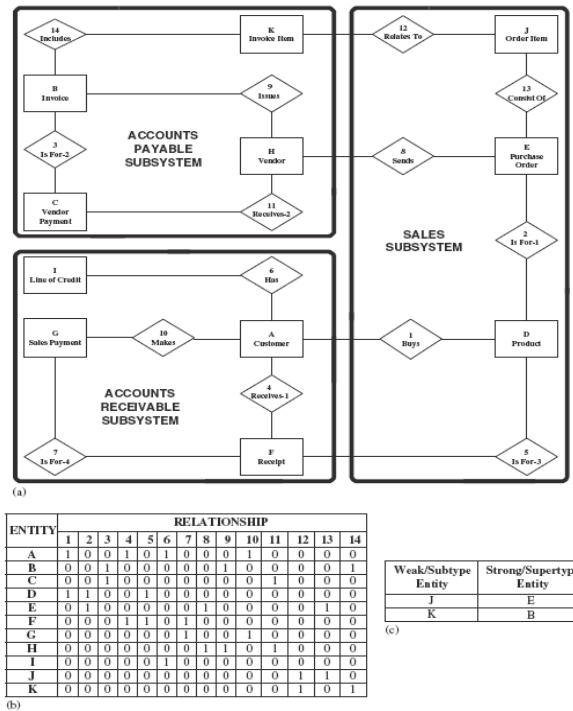 14
Includes
K
Invoice Item
12
Relates To
J
Order Item
B
Invoice
9
Issues
13
Consist Of
3
Is For-2
ACCOUNTS
PAYABLE
SUBSYSTEM
H
Vendor
8
Sends
E
Purchase
Order
C
Vendor
Payment
11
Receives-2
SALES
SUBSYSTEM
2
Is For-1
I
Line of Credit
6
Has
G
Sales Payment
10
Makes
A
Customer
1
Buys
D
Product
ACCOUNTS
RECEIVABLE
SUBSYSTEM
4
Receives-1
7
Is For-4
F
Receipt
5
Is For-3
(a)
ENTITY RELATIONSHIP
1 2 3 4 5 6 7 8 9 10 11 12 13 14
A 1 0 0 1 0 1 0 0 0 1 0 0 0 0
B 0 0 1 0 0 0 0 0 1 0 0 0 0 1
C 0 0 1 0 0 0 0 0 0 0 1 0 0 0
D 1 1 0 0 1 0 0 0 0 0 0 0 0 0
E 0 1 0 0 0 0 0 1 0 0 0 0 1 0
F 0 0 0 1 1 0 1 0 0 0 0 0 0 0
G 0 0 0 0 0 0 1 0 0 1 0 0 0 0
H 0 0 0 0 0 0 0 1 1 0 1 0 0 0
I 0 0 0 0 0 1 0 0 0 0 0 0 0 0
J 0 0 0 0 0 0 0 0 0 0 0 1 1 0
K 0 0 0 0 0 0 0 0 0 0 0 1 0 1
(b)
Weak/Subtype Strong/Supertype
Entity Entity
J E
K B
(c)